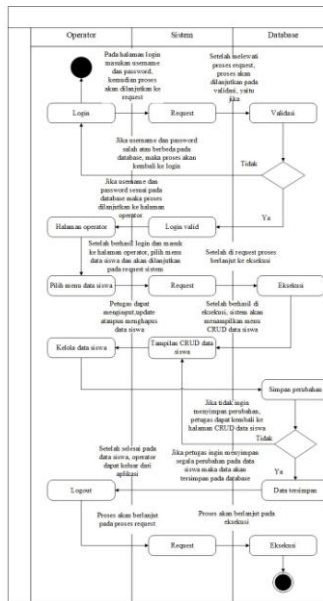 Operator
Sistem
Database
Pada halaman login
masukan username
dan password,
kemudian proses
akan dilanjutkan ke
request
Setelah melewati
proses request,
proses akan
dilanjutkan pada
validasi, yaitu
jika
Login
Request
Validasi
Jika username dan password
salah atau berbeda pada
database, maka proses akan
kembali ke login
Tidak
Jika username dan
password sesuai pada
database maka proses
dilanjutkan ke halaman
operator.
Ya
Halaman operator
Login valid
Setelah berhasil login dan masuk
ke halaman operator, pilih menu
data siswa dan akan dilanjutkan
pada request sistem
Setelah di request proses
berlanjut ke eksekusi
Pilih menu data siswa
Request
Eksekusi
Petugas dapat
menginput,update
ataupun menghapus
data siswa
Setelah berhasil di
eksekusi, sistem akan
menampilkan menu
CRUD data siswa
Kelola data siswa
Tampilan CRUD data
siswa
Simpan perubahan
Jika tidak ingin
menyimpan perubahan,
petugas dapat kembali ke
halaman CRUD data siswa
Tidak
Setelah selesai pada
data siswa, operator
dapat keluar dari
aplikasi
Jika petugas ingin menyimpan
segala perubahan pada data
siswa maka data akan
tersimpan pada database
Ya
Logout
Data tersimpan
Proses akan berlanjut
pada proses request
Proses akan berlanjut pada
eksekusi
Request
Eksekusi